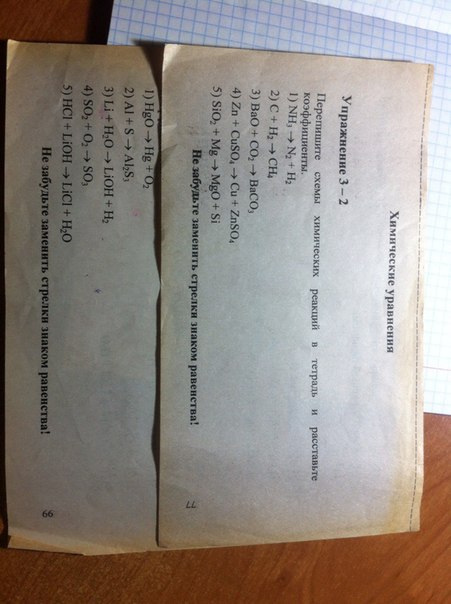 Химические уравнения
Упражнение 3 – 2
Перепишите схемы химических реакций в тетрадь и расставьте
коэффициенты.
1) NH₃ → N₂ + H₂
2) C + H₂ → CH₄
3) BaO + CO₂ → BaCO₃
4) Zn + CuSO₄ → Cu + ZnSO₄
5) SiO₂ + Mg → MgO + Si
Не забудьте заменить стрелки знаком равенства!
77
1) HgO → Hg + O₂
2) Al + S → Al₂S₃
3) Li + H₂O → LiOH + H₂
4) SO₂ + O₂ → SO₃
5) HCl + LiOH → LiCl + H₂O
Не забудьте заменить стрелки знаком равенства!
66